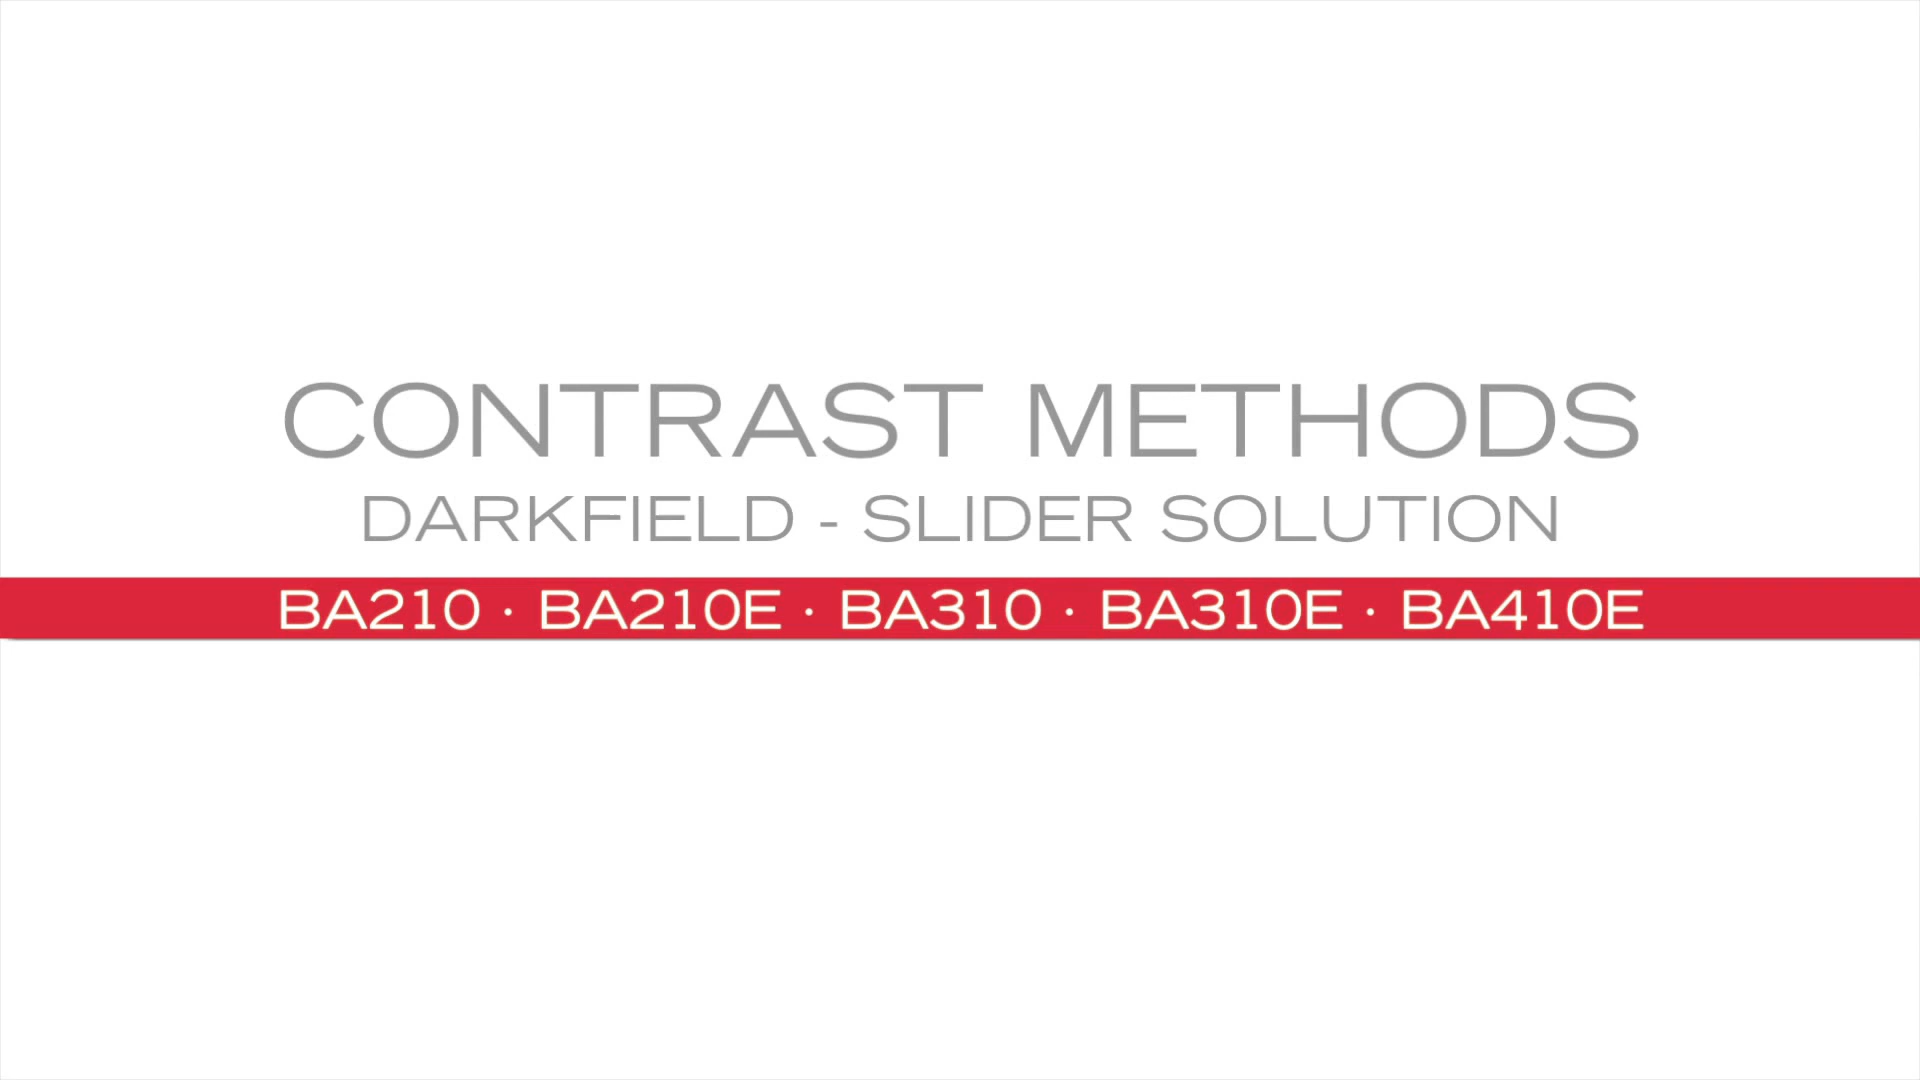 CONTRAST METHODS
DARKFIELD - SLIDER SOLUTION
BA210 · BA210E · BA310 · BA310E · BA410E